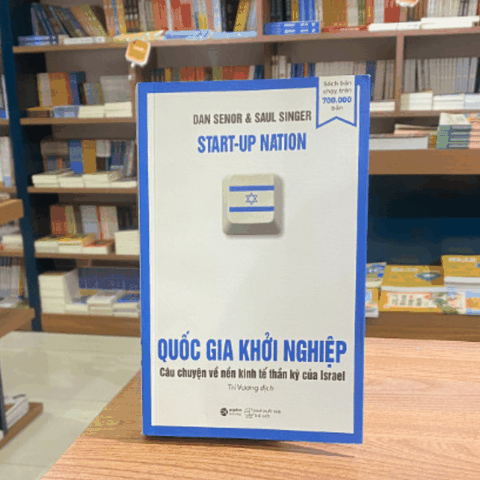 Sách bán
chạy trên
700.000
bản
DAN SENOR & SAUL SINGER
START-UP NATION
QUỐC GIA KHỞI NGHIỆP
Câu chuyện về nền kinh tế thần kỳ của Israel
Trí Vương dịch